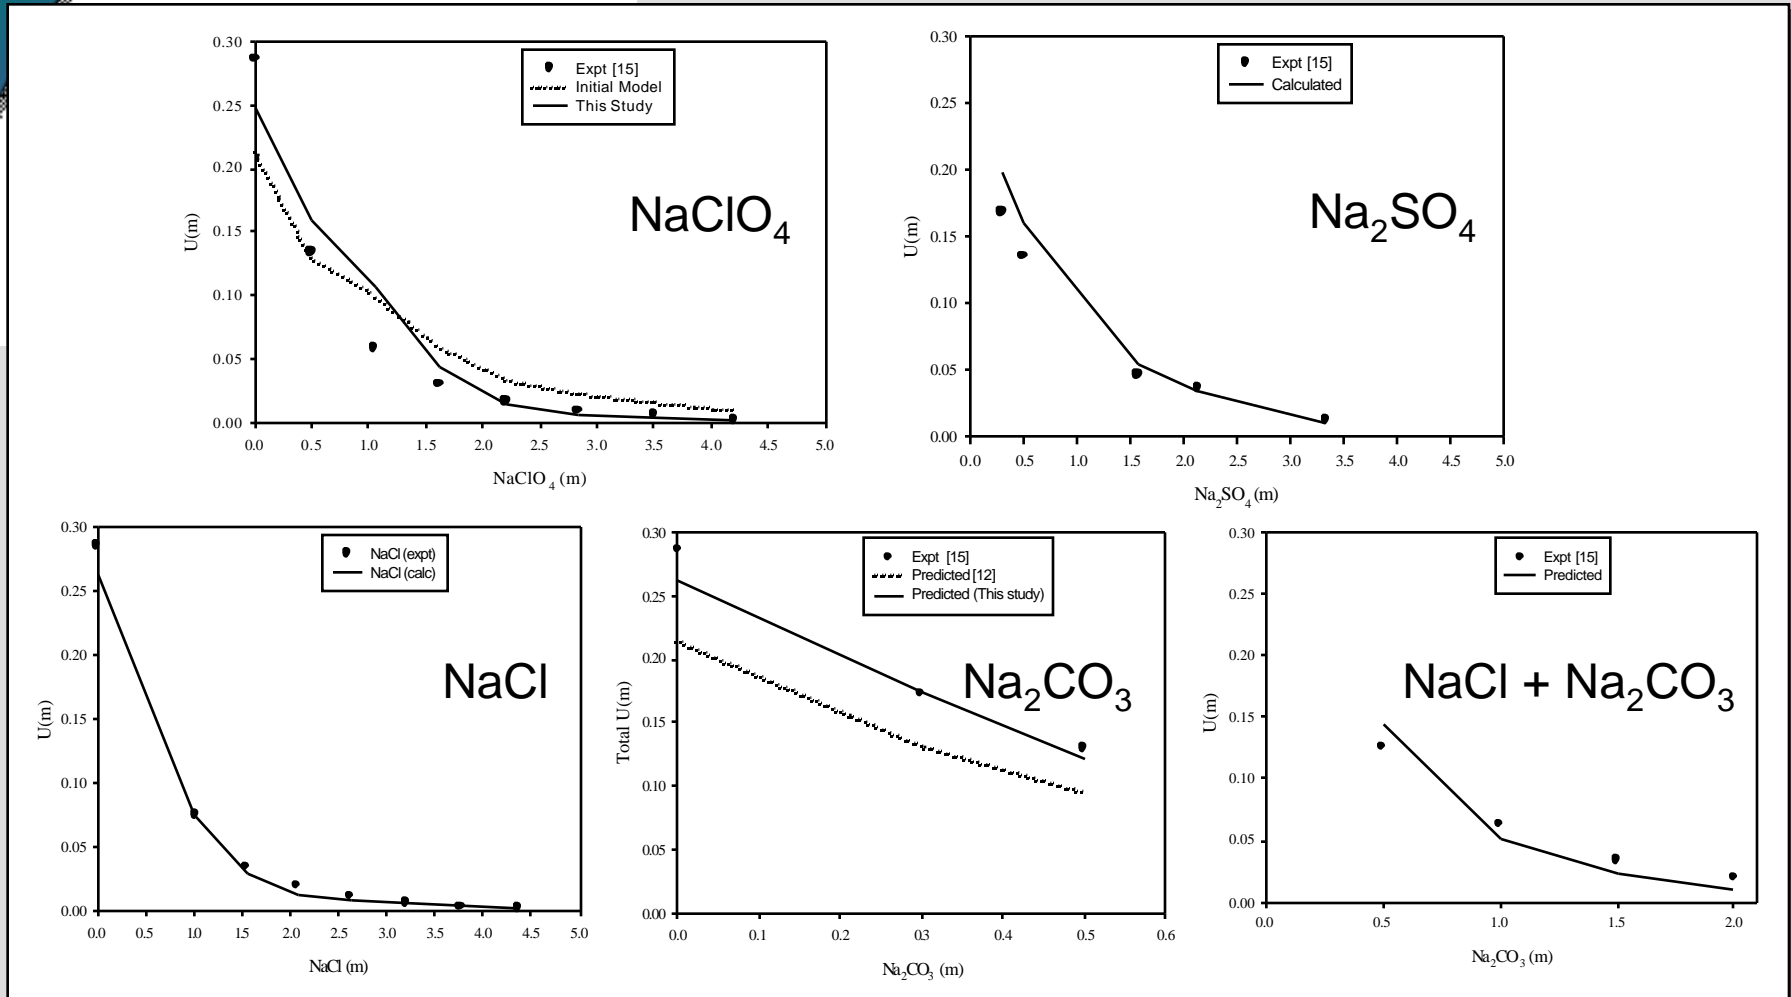 0.30
0.25
0.20
0.15
0.10
0.05
0.00
U(m)
Expt [15]
Initial Model
This Study
NaClO4
0.0 0.5 1.0 1.5 2.0 2.5 3.0 3.5 4.0 4.5 5.0
NaClO4 (m)
0.30
0.25
0.20
0.15
0.10
0.05
0.00
U(m)
Expt [15]
Calculated
Na2SO4
0.0 0.5 1.0 1.5 2.0 2.5 3.0 3.5 4.0 4.5 5.0
Na2SO4 (m)
0.30
0.25
0.20
0.15
0.10
0.05
0.00
U(m)
NaCl (expt)
NaCl (calc)
NaCl
0.0 0.5 1.0 1.5 2.0 2.5 3.0 3.5 4.0 4.5 5.0
NaCl (m)
0.30
0.25
0.20
0.15
0.10
0.05
0.00
Total U(m)
Expt [15]
Predicted [12]
Predicted (This study)
Na2CO3
0.0 0.1 0.2 0.3 0.4 0.5 0.6
Na2CO3 (m)
0.30
0.25
0.20
0.15
0.10
0.05
0.00
U(m)
Expt [15]
Predicted
NaCl + Na2CO3
0.0 0.5 1.0 1.5 2.0
Na2CO3 (m)